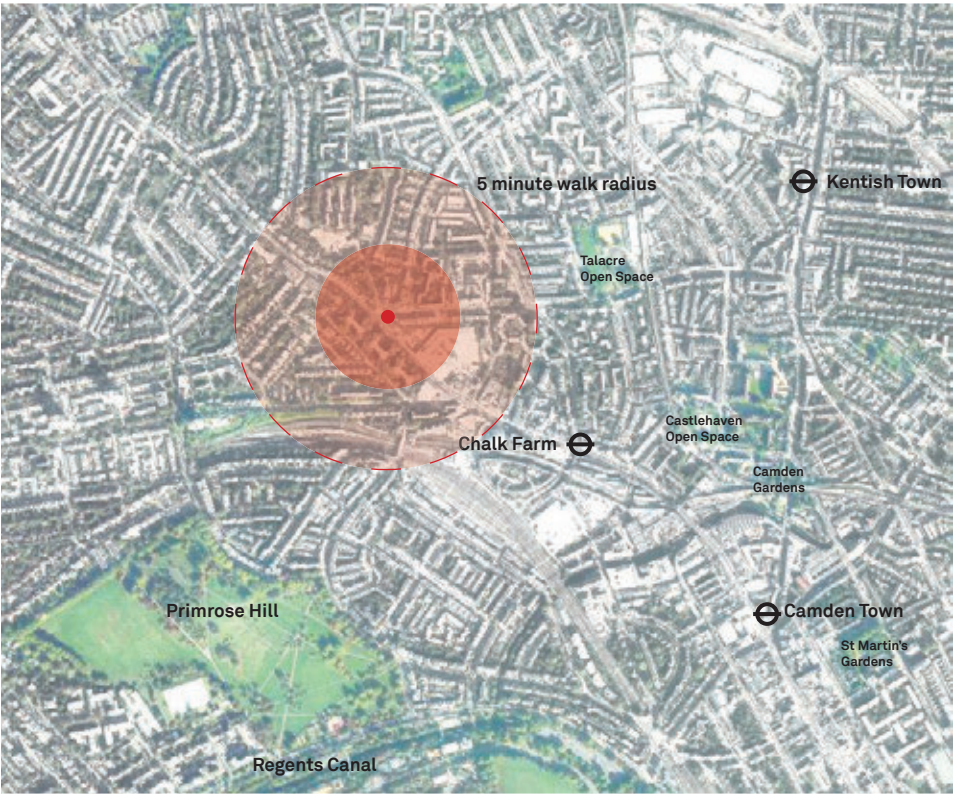 5 minute walk radius
Kentish Town
Talacre
Open Space
Castlehaven
Open Space
Chalk Farm
Camden
Gardens
Primrose Hill
Camden Town
St Martin's
Gardens
Regents Canal